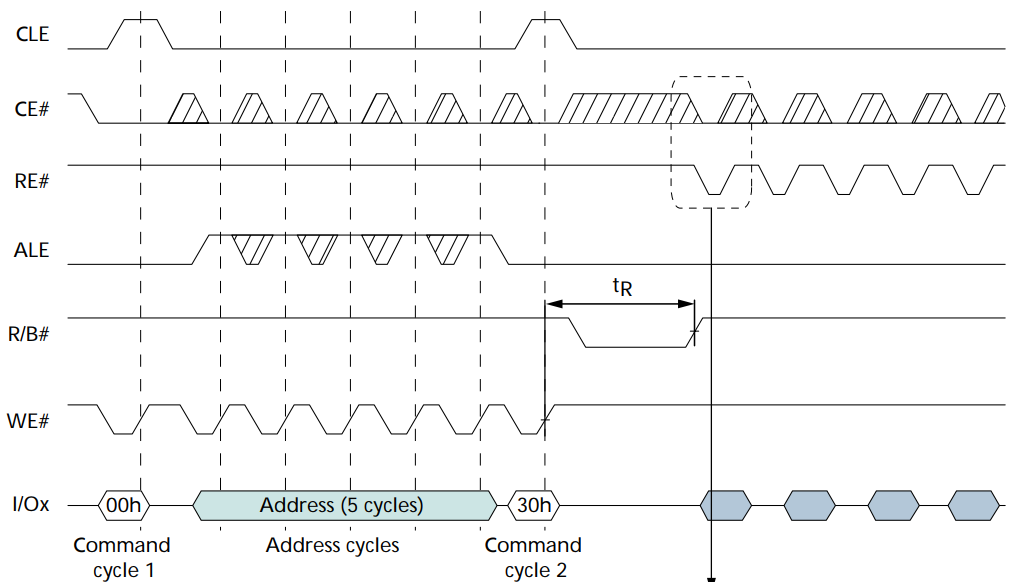 CLE
CE#
RE#
ALE
tR
R/B#
WE#
I/Ox
00h
Address (5 cycles)
30h
Command
cycle 1
Address cycles
Command
cycle 2